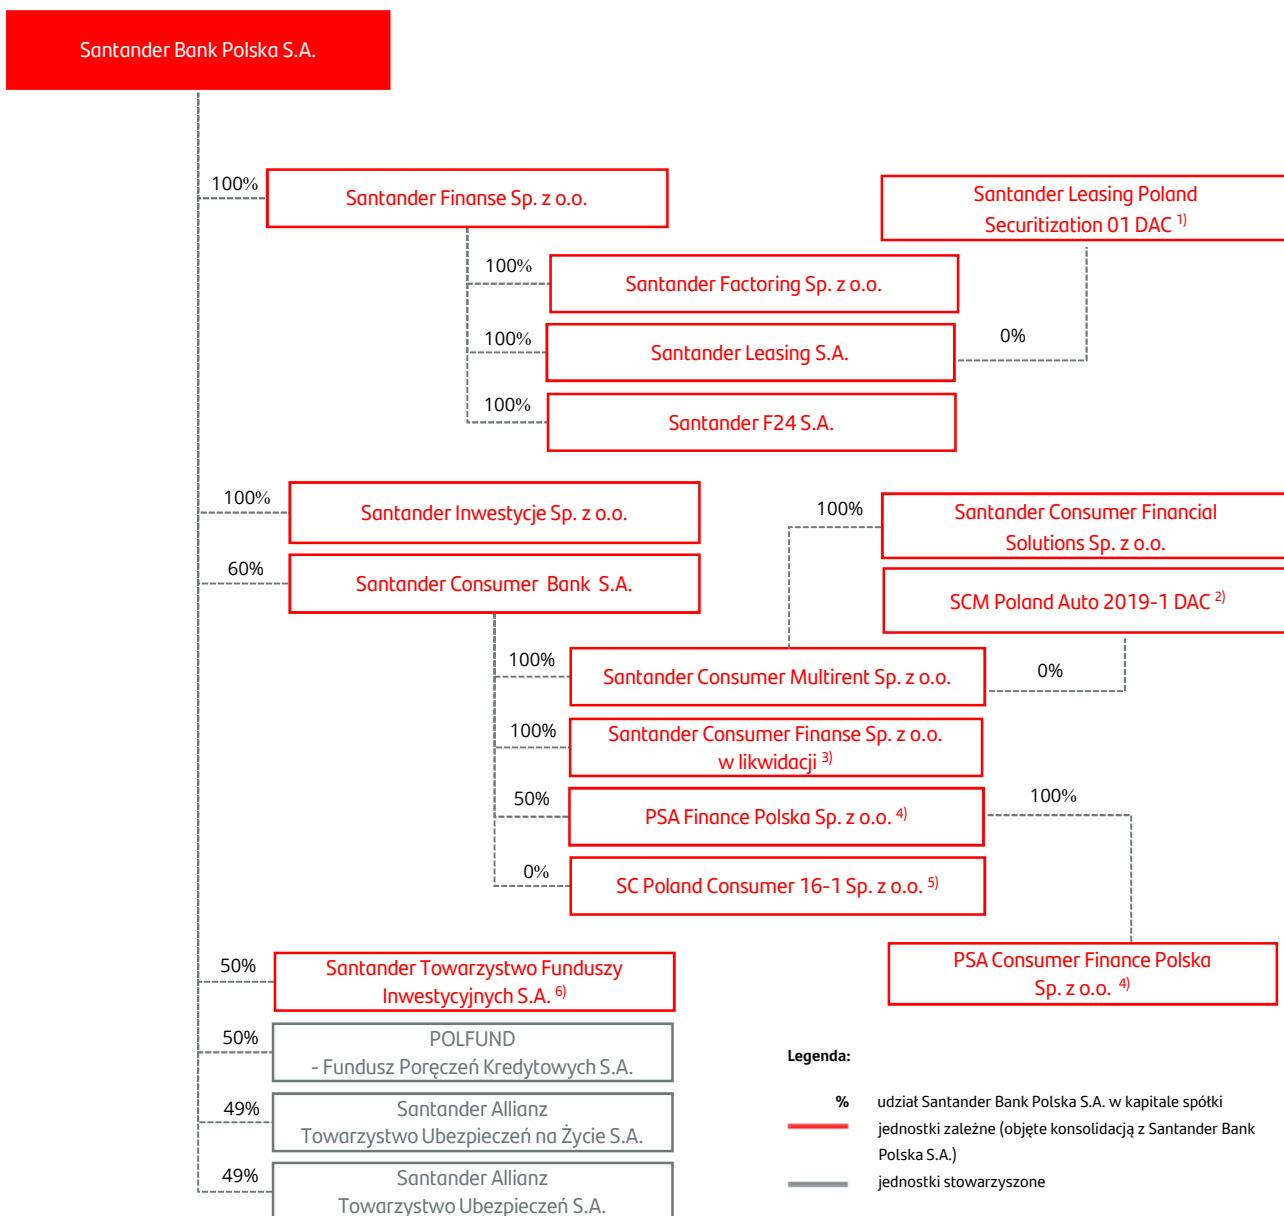 Santander Bank Polska S.A.
100%
Santander Finanse Sp. z o.o.
Santander Leasing Poland
Securitization 01 DAC 1)
100%
Santander Factoring Sp. z o.o.
100%
Santander Leasing S.A.
0%
100%
Santander F24 S.A.
100%
Santander Inwestycje Sp. z o.o.
100%
Santander Consumer Financial
Solutions Sp. z o.o.
60%
Santander Consumer Bank S.A.
SCM Poland Auto 2019-1 DAC 2)
100%
Santander Consumer Multirent Sp. z o.o.
0%
100%
Santander Consumer Finanse Sp. z o.o.
w likwidacji 3)
50%
PSA Finance Polska Sp. z o.o. 4)
100%
0%
SC Poland Consumer 16-1 Sp. z o.o. 5)
50%
Santander Towarzystwo Funduszy
Inwestycyjnych S.A. 6)
PSA Consumer Finance Polska
Sp. z o.o. 4)
50%
POLFUND
- Fundusz Poręczeń Kredytowych S.A.
49%
Santander Allianz
Towarzystwo Ubezpieczeń na Życie S.A.
49%
Santander Allianz
Towarzystwo Ubezpieczeń S.A.
Legenda:
% udział Santander Bank Polska S.A. w kapitale spółki
jednostki zależne (objęte konsolidacją z Santander Bank
Polska S.A.)
jednostki stowarzyszone